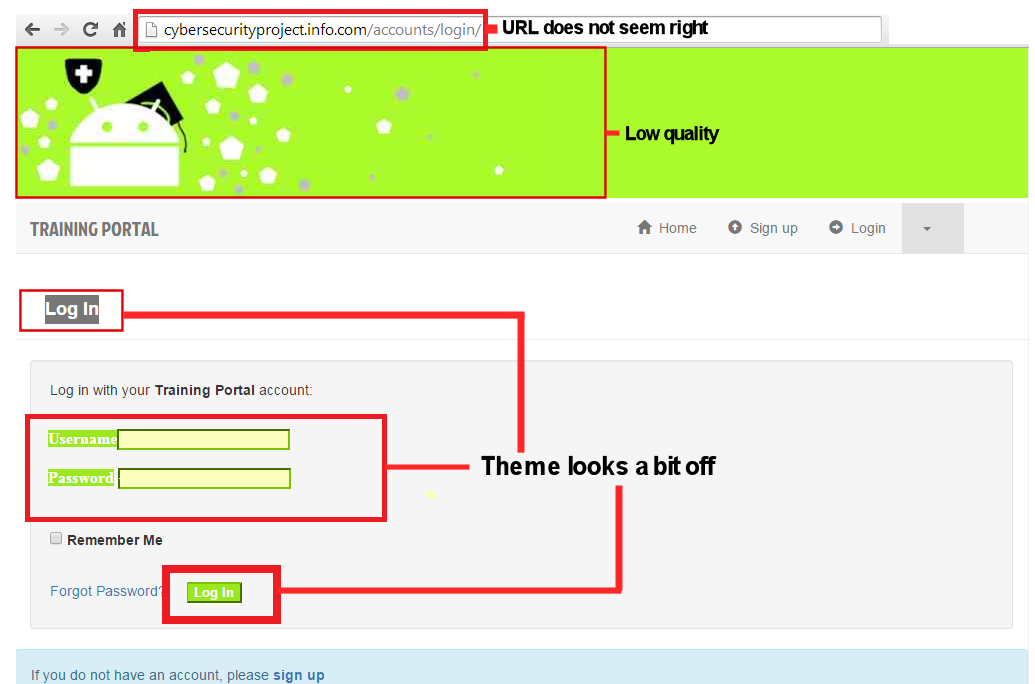 cybersecurityproject.info.com/accounts/login/ URL does not seem right
Low quality
TRAINING PORTAL Home Sign up Login
Log In
Log in with your Training Portal account:
Username
Theme looks a bit off
Password
Remember Me
Forgot Password? Log In
If you do not have an account, please sign up